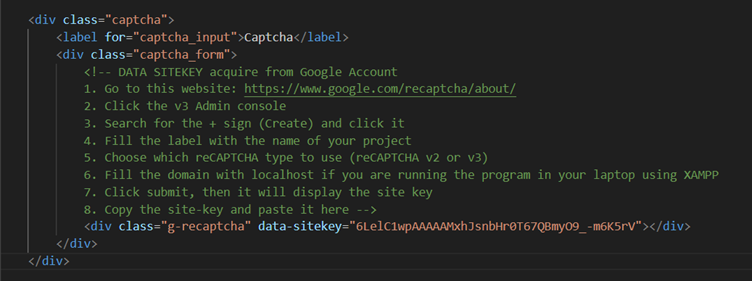 <div class="captcha">
<label for="captcha_input">Captcha</label>
<div class="captcha_form">
<!-- DATA SITEKEY acquire from Google Account
1. Go to this website: https://www.google.com/recaptcha/about/
2. Click the v3 Admin console
3. Search for the + sign (Create) and click it
4. Fill the label with the name of your project
5. Choose which reCAPTCHA type to use (reCAPTCHA v2 or v3)
6. Fill the domain with localhost if you are running the program in your laptop using XAMPP
7. Click submit, then it will display the site key
8. Copy the site-key and paste it here -->
<div class="g-recaptcha" data-sitekey="6LelC1wpAAAAAMxhJsnbHr0T67QBmyO9_-m6K5rV"></div>
</div>
</div>